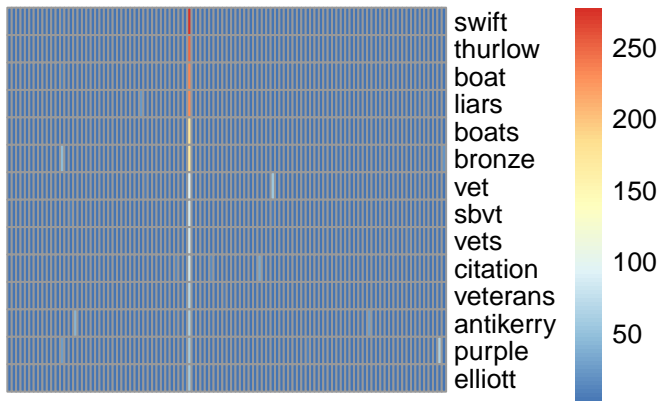 swift
thurlow
boat
liars
boats
bronze
vet
sbvt
vets
citation
veterans
antikerry
purple
elliott
250
200
150
100
50